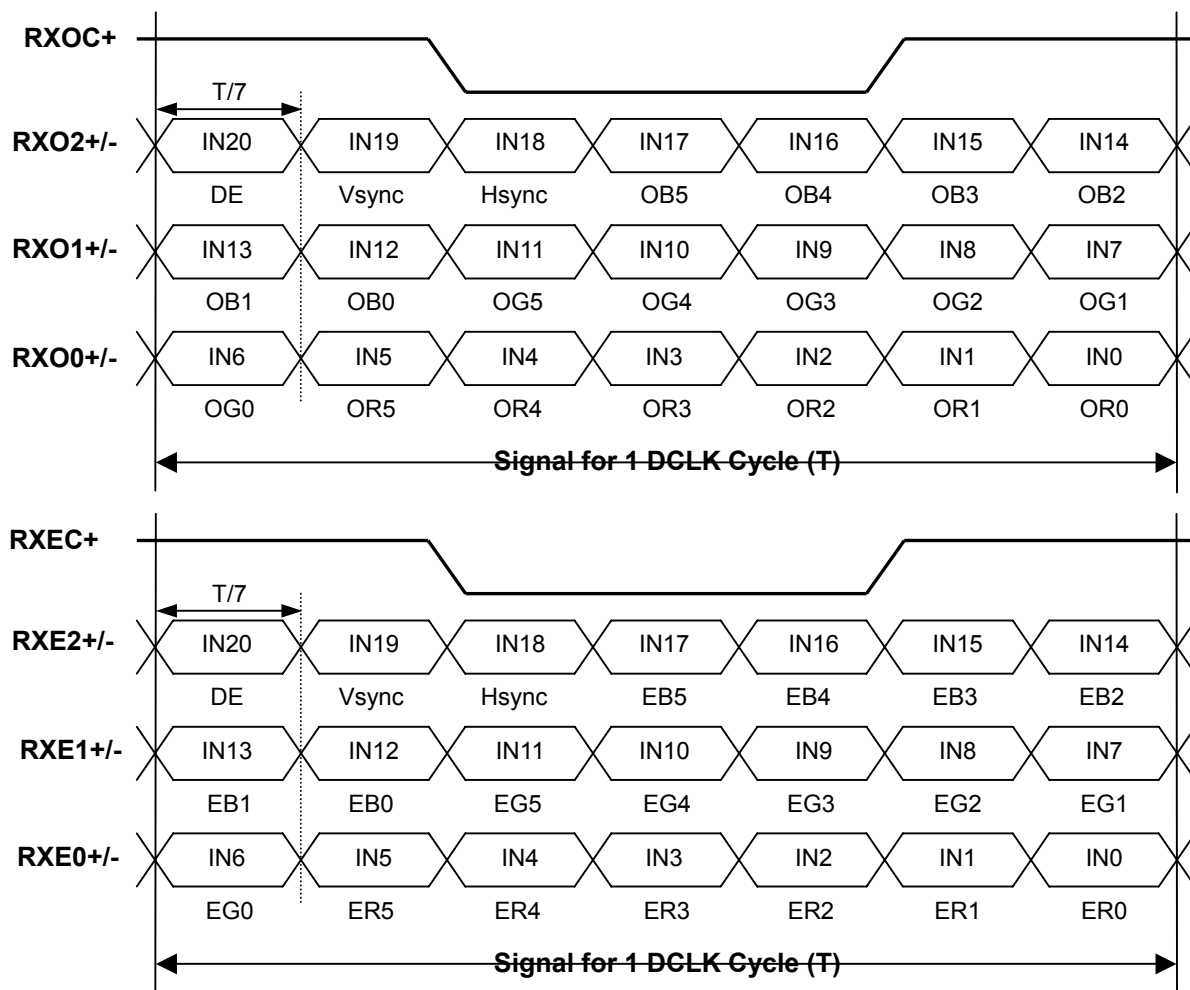 RXOC+
T/7
RXO2+/- IN20 IN19 IN18 IN17 IN16 IN15 IN14
DE Vsync Hsync OB5 OB4 OB3 OB2
RXO1+/- IN13 IN12 IN11 IN10 IN9 IN8 IN7
OB1 OB0 OG5 OG4 OG3 OG2 OG1
RXO0+/- IN6 IN5 IN4 IN3 IN2 IN1 IN0
OG0 OR5 OR4 OR3 OR2 OR1 OR0
Signal for 1 DCLK Cycle (T)
RXEC+
T/7
RXE2+/- IN20 IN19 IN18 IN17 IN16 IN15 IN14
DE Vsync Hsync EB5 EB4 EB3 EB2
RXE1+/- IN13 IN12 IN11 IN10 IN9 IN8 IN7
EB1 EB0 EG5 EG4 EG3 EG2 EG1
RXE0+/- IN6 IN5 IN4 IN3 IN2 IN1 IN0
EG0 ER5 ER4 ER3 ER2 ER1 ER0
Signal for 1 DCLK Cycle (T)